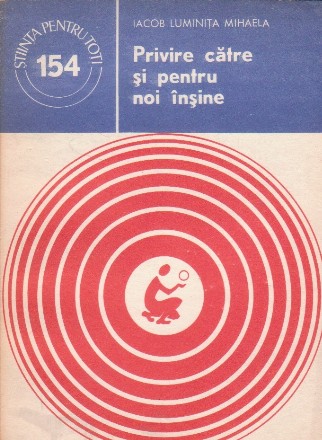 IACOB LUMINIȚA MIHAELA
ȘTIINȚA PENTRU TOȚI
154
Privire către
și pentru
noi înșine